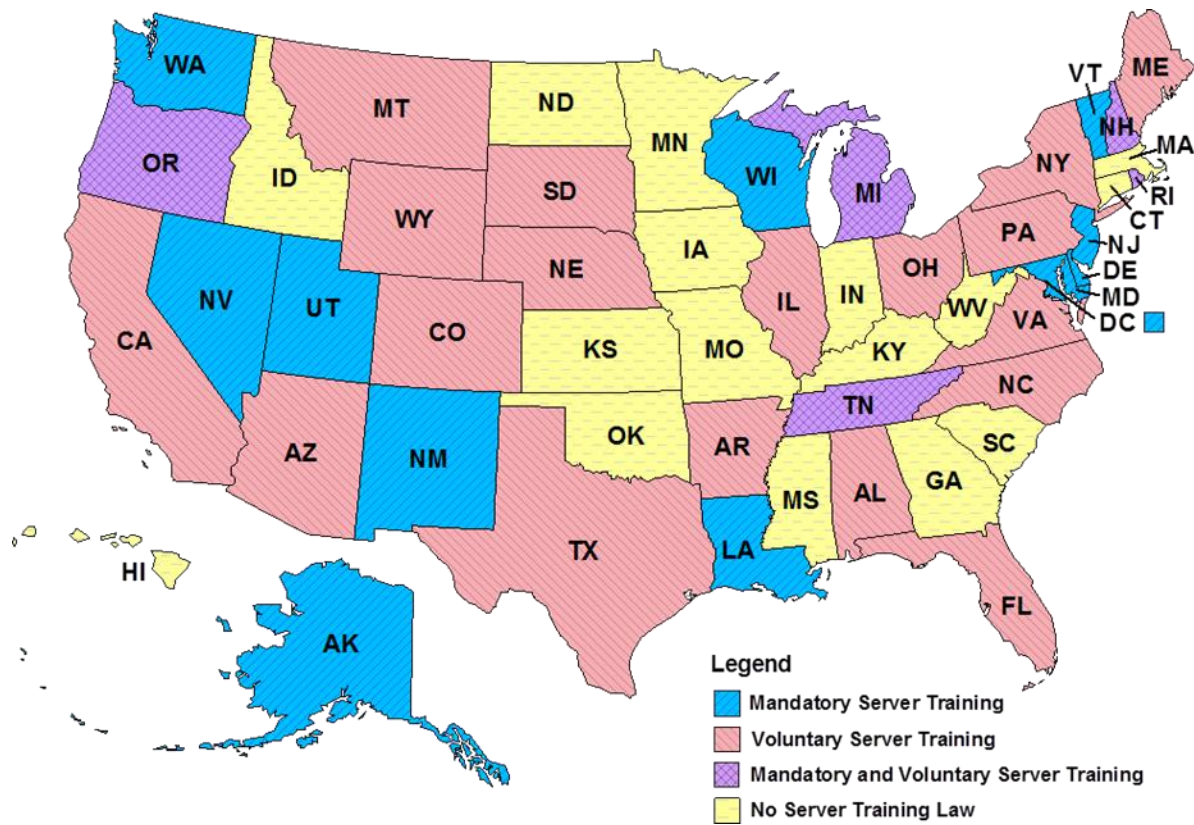 WA
MT
ND
MN
VT
ME
NH
OR
ID
WY
SD
WI
MI
NY
MA
RI
CT
NV
UT
CO
NE
IA
IL
IN
OH
PA
NJ
DE
MD
DC
CA
KS
MO
KY
WV
VA
AZ
NM
OK
AR
TN
NC
SC
HI
TX
LA
MS
AL
GA
FL
AK
Legend
Mandatory Server Training
Voluntary Server Training
Mandatory and Voluntary Server Training
No Server Training Law